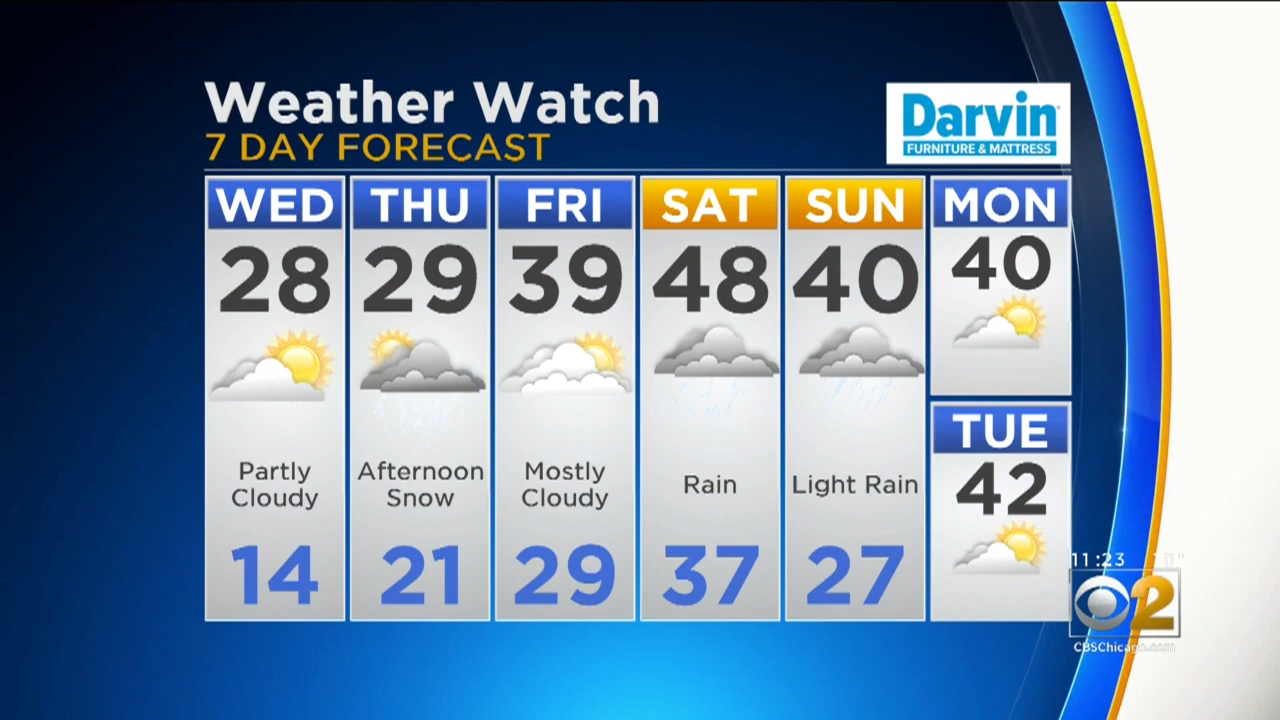 Weather Watch
7 DAY FORECAST
Darvin
FURNITURE & MATTRESS
WED
28
Partly
Cloudy
14
THU
29
Afternoon
Snow
21
FRI
39
Mostly
Cloudy
29
SAT
48
Rain
37
SUN
40
Light Rain
27
MON
40
TUE
42
11:23
2
CBSChicago.com